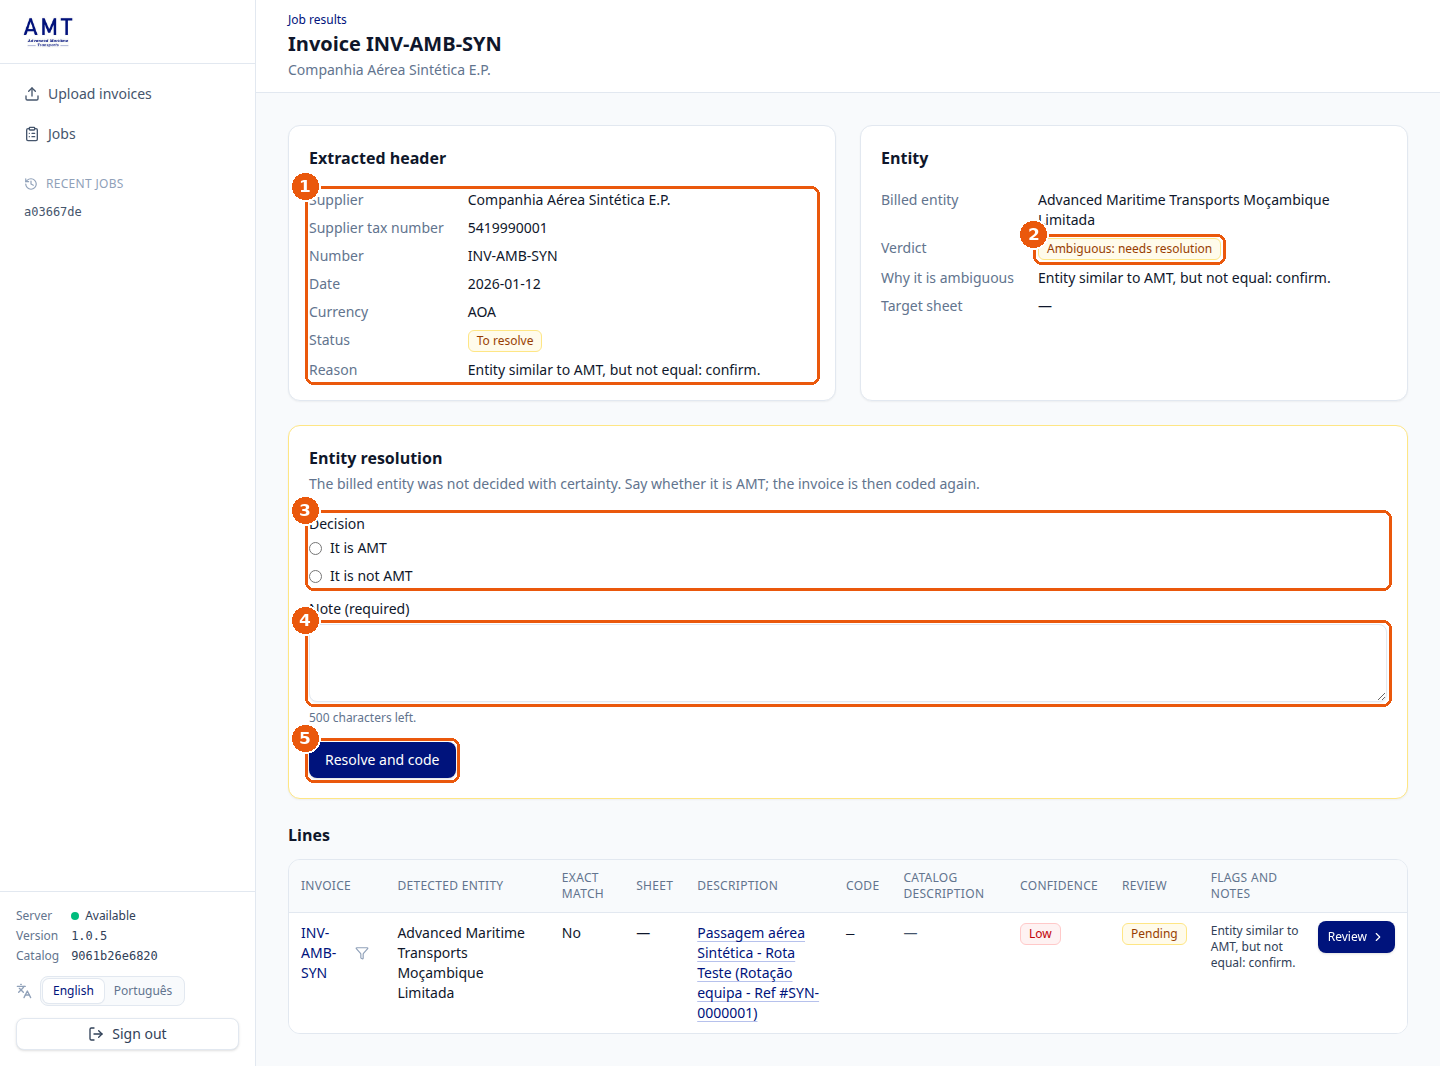 AMT
Advanced Maritime
Transports
Upload invoices
Jobs
RECENT JOBS
a03667de
Server Available
Version 1.0.5
Catalog 9061b26e6820
English Português
Sign out
Job results
Invoice INV-AMB-SYN
Companhia Aérea Sintética E.P.
Extracted header
1
Supplier Companhia Aérea Sintética E.P.
Supplier tax number 5419990001
Number INV-AMB-SYN
Date 2026-01-12
Currency AOA
Status To resolve
Reason Entity similar to AMT, but not equal: confirm.
Entity
Billed entity Advanced Maritime Transports Moçambique
Limitada
2
Verdict Ambiguous: needs resolution
Why it is ambiguous Entity similar to AMT, but not equal: confirm.
Target sheet —
Entity resolution
The billed entity was not decided with certainty. Say whether it is AMT; the invoice is then coded again.
3
Decision
It is AMT
It is not AMT
Note (required)
4
500 characters left.
5
Resolve and code
Lines
INVOICE DETECTED ENTITY EXACT MATCH SHEET DESCRIPTION CODE CATALOG DESCRIPTION CONFIDENCE REVIEW FLAGS AND NOTES
INV-
AMB-
SYN
Advanced Maritime
Transports
Moçambique
Limitada
No
—
Passagem aérea
Sintética - Rota
Teste (Rotação
equipa - Ref #SYN-
0000001)
—
—
Low
Pending
Entity similar to
AMT, but not
equal: confirm.
Review